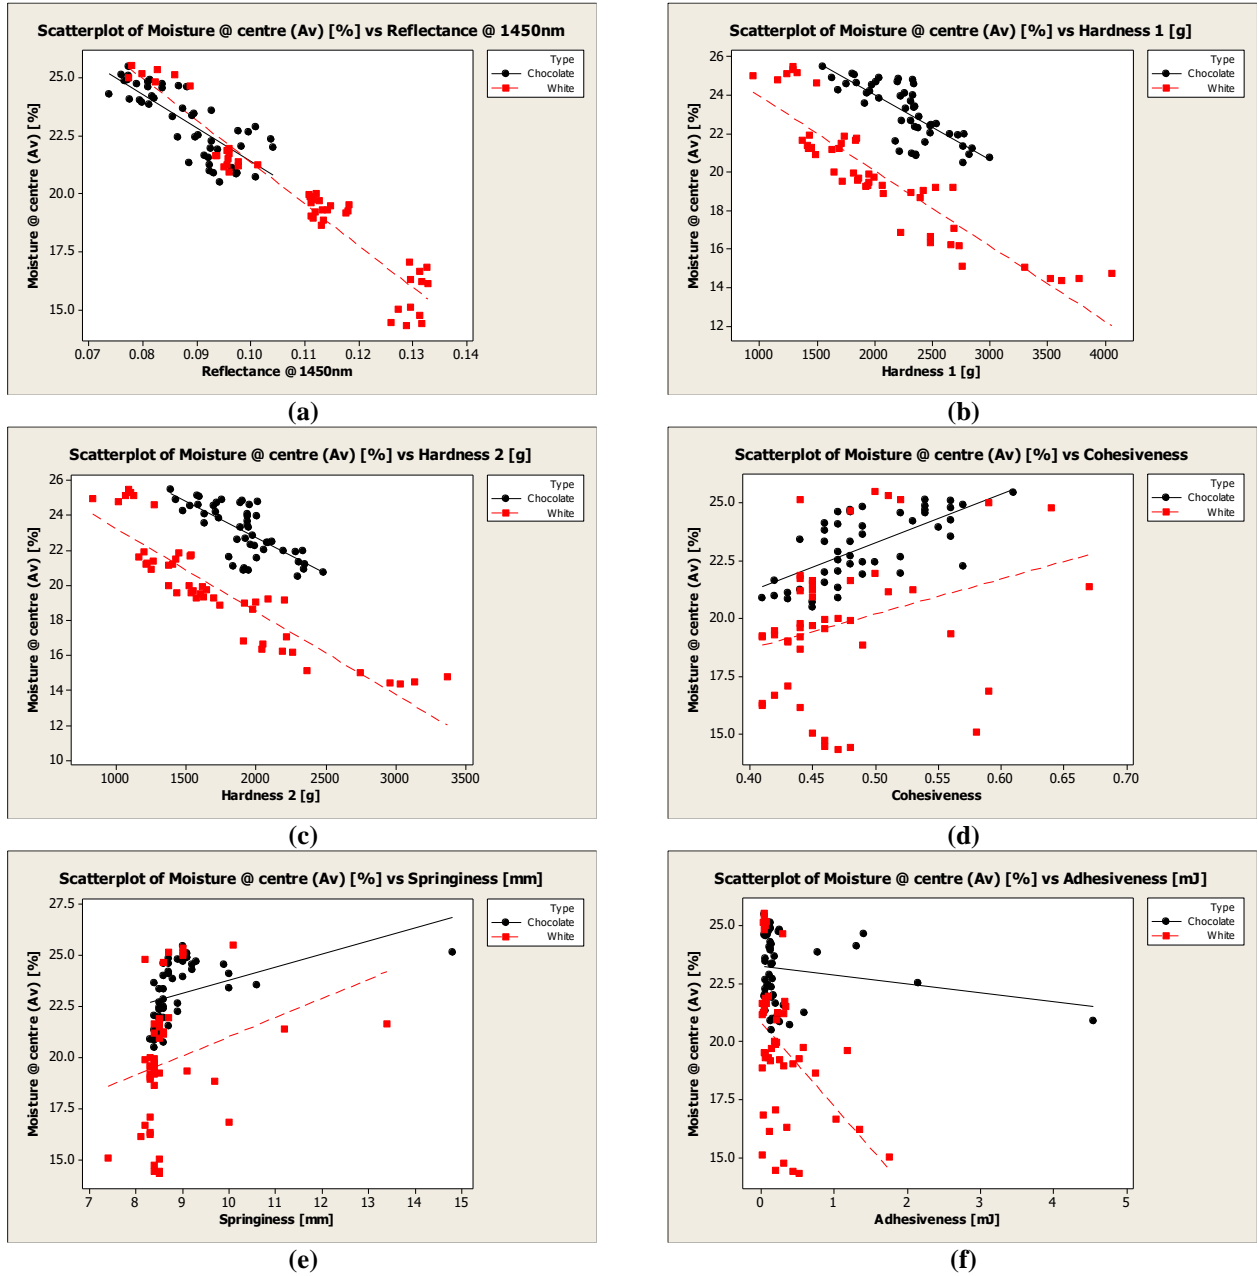 Scatterplot of Moisture @ centre (Av) [%] vs Reflectance @ 1450nm
Type
Chocolate
White
Moisture @ centre (Av) [%]
25.0
22.5
20.0
17.5
15.0
0.07 0.08 0.09 0.10 0.11 0.12 0.13 0.14
Reflectance @ 1450nm
(a)
Scatterplot of Moisture @ centre (Av) [%] vs Hardness 1 [g]
Type
Chocolate
White
Moisture @ centre (Av) [%]
26
24
22
20
18
16
14
12
1000 1500 2000 2500 3000 3500 4000
Hardness 1 [g]
(b)
Scatterplot of Moisture @ centre (Av) [%] vs Hardness 2 [g]
Type
Chocolate
White
Moisture @ centre (Av) [%]
26
24
22
20
18
16
14
12
10
1000 1500 2000 2500 3000 3500
Hardness 2 [g]
(c)
Scatterplot of Moisture @ centre (Av) [%] vs Cohesiveness
Type
Chocolate
White
Moisture @ centre (Av) [%]
25.0
22.5
20.0
17.5
15.0
0.40 0.45 0.50 0.55 0.60 0.65 0.70
Cohesiveness
(d)
Scatterplot of Moisture @ centre (Av) [%] vs Springiness [mm]
Type
Chocolate
White
Moisture @ centre (Av) [%]
27.5
25.0
22.5
20.0
17.5
15.0
7 8 9 10 11 12 13 14 15
Springiness [mm]
(e)
Scatterplot of Moisture @ centre (Av) [%] vs Adhesiveness [mJ]
Type
Chocolate
White
Moisture @ centre (Av) [%]
25.0
22.5
20.0
17.5
15.0
0 1 2 3 4 5
Adhesiveness [mJ]
(f)